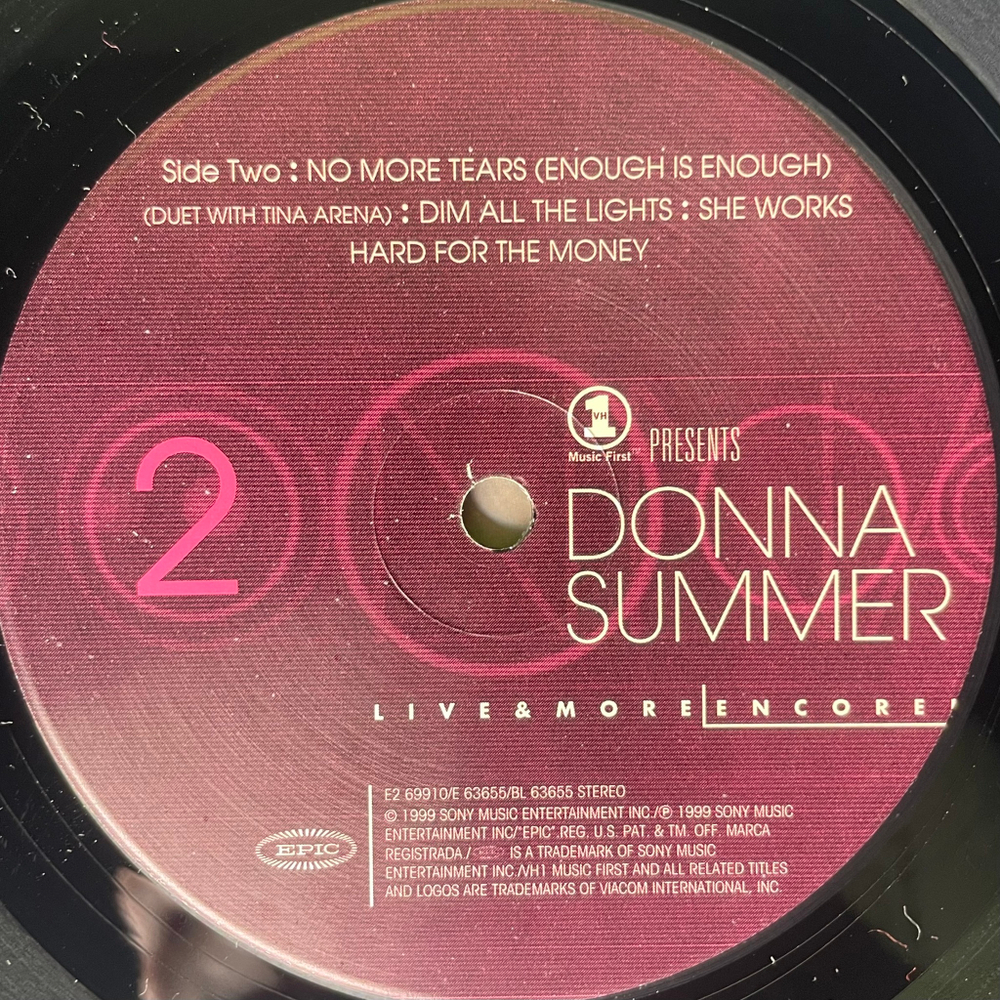 Side Two : NO MORE TEARS (ENOUGH IS ENOUGH)
(DUET WITH TINA ARENA) : DIM ALL THE LIGHTS : SHE WORKS
HARD FOR THE MONEY
2
VH
1
Music First
PRESENTS
DONNA
SUMMER
LIVE & MORE ENCORE!
E2 69910/E 63655/BL 63655 STEREO
© 1999 SONY MUSIC ENTERTAINMENT INC./℗ 1999 SONY MUSIC
ENTERTAINMENT INC/"EPIC".REG. U.S. PAT. & TM. OFF. MARCA
REGISTRADA./ IS A TRADEMARK OF SONY MUSIC
ENTERTAINMENT INC./VH1 MUSIC FIRST AND ALL RELATED TITLES
AND LOGOS ARE TRADEMARKS OF VIACOM INTERNATIONAL, INC.
EPIC